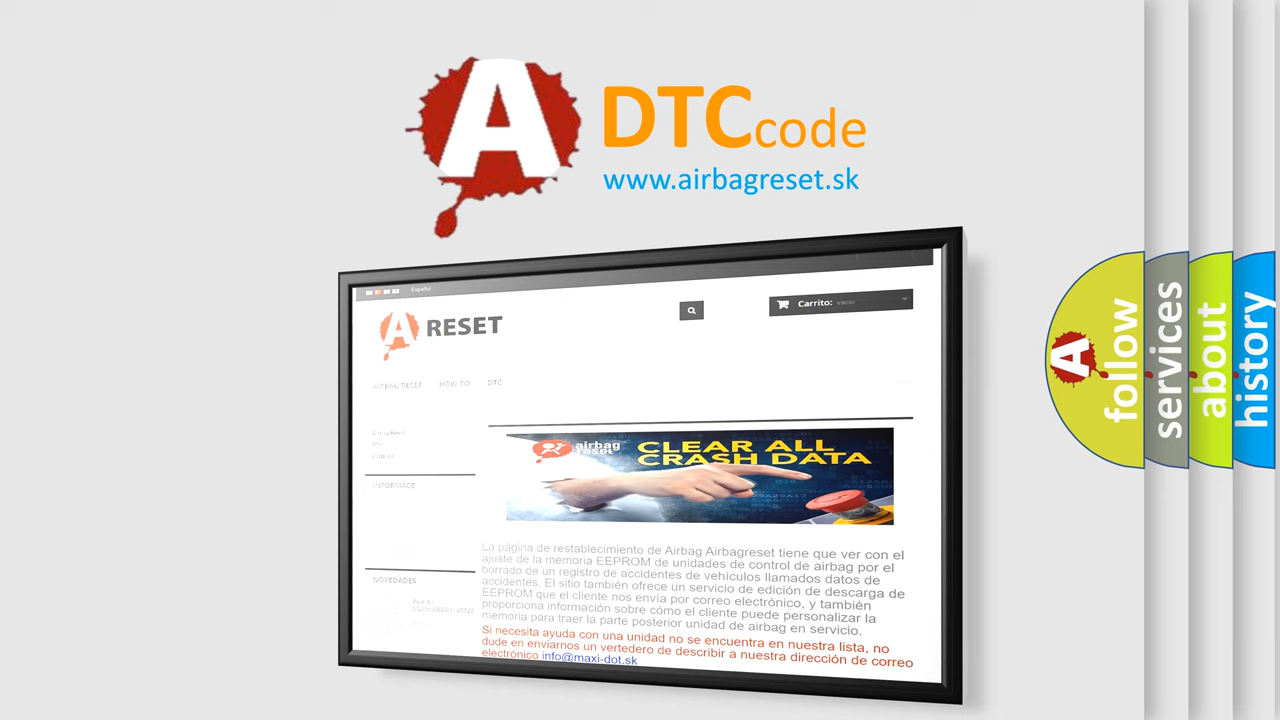 A DTCcode
www.airbagreset.sk
Español
A RESET
Carrito: vacío
AIRBAG RESET HOW TO DTC
INFORMACE
airbag
reset
CLEAR ALL
CRASH DATA
La página de restablecimiento de Airbag Airbagreset tiene que ver con el
ajuste de la memoria EEPROM de unidades de control de airbag por el
borrado de un registro de accidentes de vehículos llamados datos de
accidentes. El sitio también ofrece un servicio de edición de descarga de
EEPROM que el cliente nos envía por correo electrónico, y también
proporciona información sobre cómo el cliente puede personalizar la
memoria para traer la parte posterior unidad de airbag en servicio.
Si necesita ayuda con una unidad no se encuentra en nuestra lista, no
dude en enviarnos un vertedero de describir a nuestra dirección de correo
electrónico info@maxi-dot.sk
NOVEDADES
A follow
services
about
history